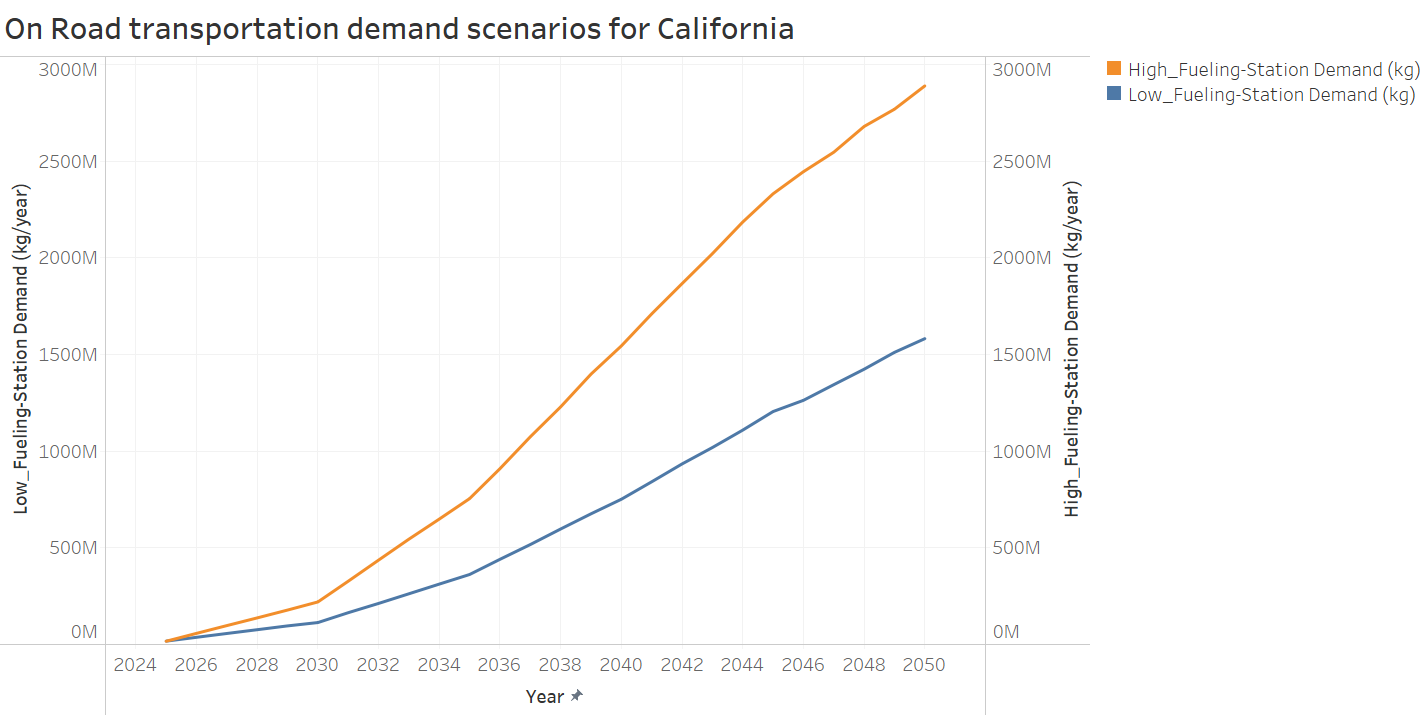 On Road transportation demand scenarios for California
High_Fueling-Station Demand (kg)
Low_Fueling-Station Demand (kg)
Low_Fueling-Station Demand (kg/year)
3000M
2500M
2000M
1500M
1000M
500M
0M
3000M
2500M
2000M
1500M
1000M
500M
0M
High_Fueling-Station Demand (kg/year)
2024 2026 2028 2030 2032 2034 2036 2038 2040 2042 2044 2046 2048 2050
Year